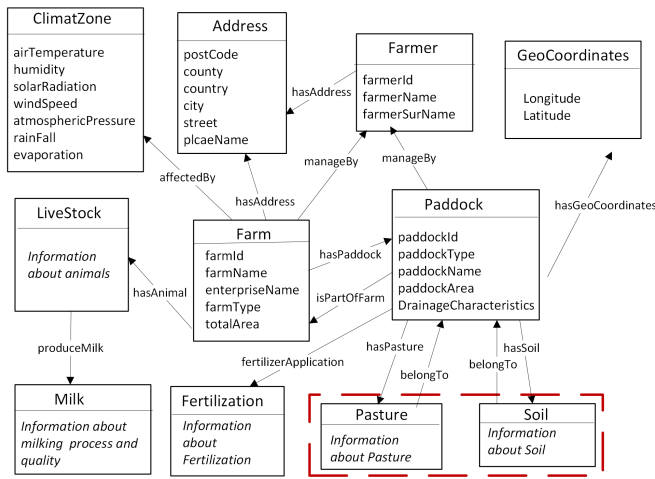 ClimatZone
airTemperature
humidity
solarRadiation
windSpeed
atmosphericPressure
rainFall
evaporation
Address
postCode
county
country
city
street
plcaeName
Farmer
farmerId
farmerName
farmerSurName
GeoCoordinates
Longitude
Latitude
hasAddress
manageBy
manageBy
affectedBy
hasAddress
hasGeoCoordinates
LiveStock
Information
about animals
Farm
farmId
farmName
enterpriseName
farmType
totalArea
Paddock
paddockId
paddockType
paddockName
paddockArea
DrainageCharacteristics
hasPaddock
isPartOfFarm
hasAnimal
produceMilk
fertilizerApplication
hasPasture
belongTo
hasSoil
belongTo
Milk
Information about
milking process and
quality
Fertilization
Information
about
Fertilization
Pasture
Information
about Pasture
Soil
Information
about Soil